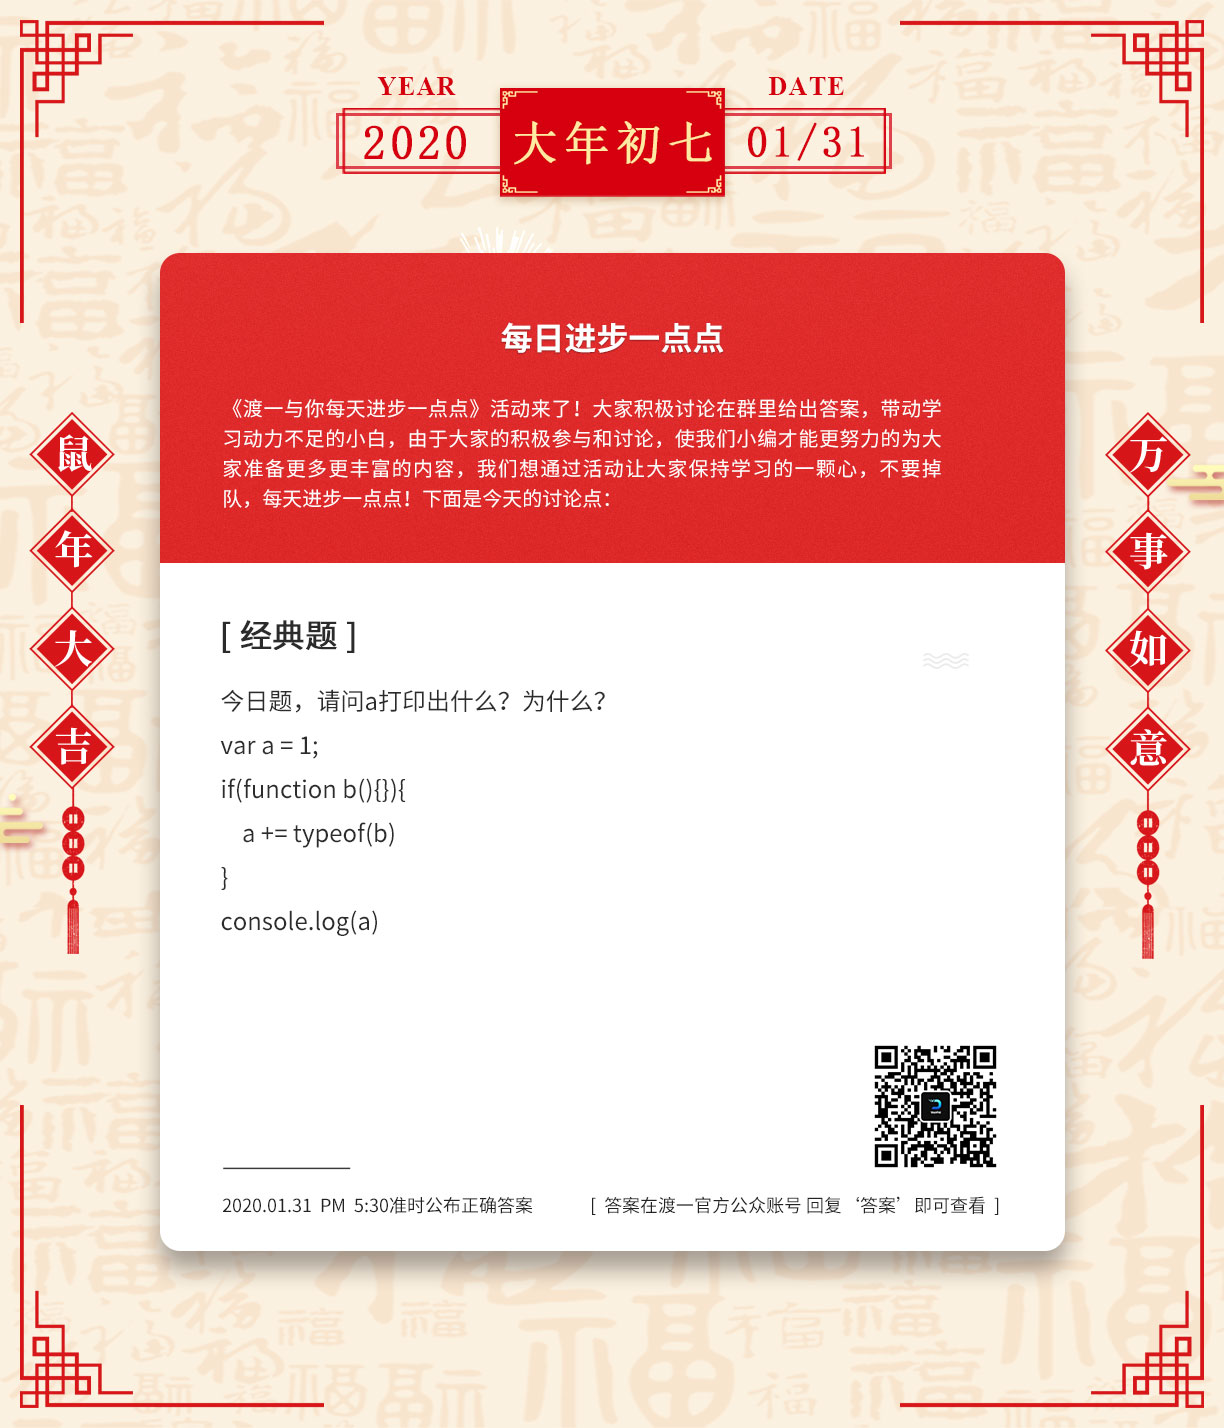 YEAR
DATE
2020
大年初七
01/31
每日进步一点点
《渡一与你每天进步一点点》活动来了！大家积极讨论在群里给出答案，带动学
习动力不足的小白，由于大家的积极参与和讨论，使我们小编才能更努力的为大
家准备更多更丰富的内容，我们想通过活动让大家保持学习的一颗心，不要掉
队，每天进步一点点！下面是今天的讨论点：
鼠年大吉
万事如意
[ 经典题 ]
今日题，请问a打印出什么？为什么？
var a = 1;
if(function b(){}){
a += typeof(b)
}
console.log(a)
2020.01.31 PM 5:30准时公布正确答案
[ 答案在渡一官方公众账号 回复‘答案’即可查看 ]